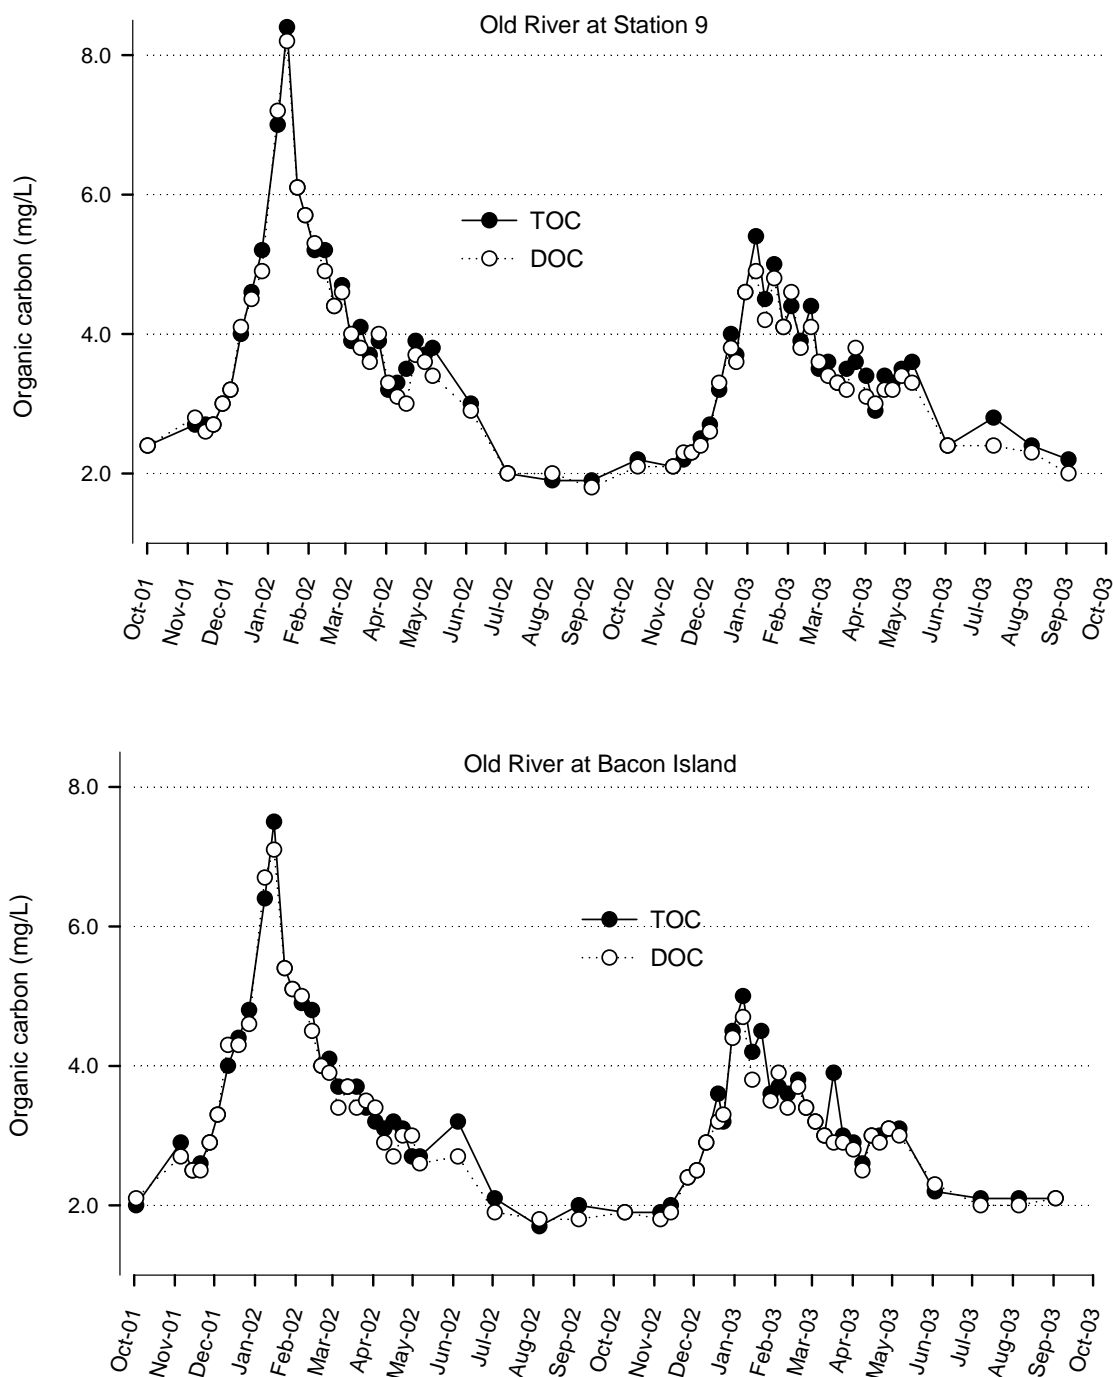 Old River at Station 9
8.0
6.0
4.0
2.0
Organic carbon (mg/L)
TOC
DOC
Oct-01
Nov-01
Dec-01
Jan-02
Feb-02
Mar-02
Apr-02
May-02
Jun-02
Jul-02
Aug-02
Sep-02
Oct-02
Nov-02
Dec-02
Jan-03
Feb-03
Mar-03
Apr-03
May-03
Jun-03
Jul-03
Aug-03
Sep-03
Oct-03
Old River at Bacon Island
8.0
6.0
4.0
2.0
Organic carbon (mg/L)
TOC
DOC
Oct-01
Nov-01
Dec-01
Jan-02
Feb-02
Mar-02
Apr-02
May-02
Jun-02
Jul-02
Aug-02
Sep-02
Oct-02
Nov-02
Dec-02
Jan-03
Feb-03
Mar-03
Apr-03
May-03
Jun-03
Jul-03
Aug-03
Sep-03
Oct-03